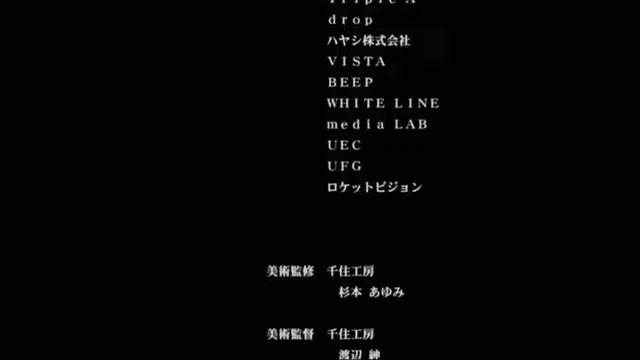 Triple A
drop
ハヤシ株式会社
VISTA
BEEP
WHITE LINE
media LAB
UEC
UFG
ロケットビジョン
美術監修 千住工房
杉本 あゆみ
美術監督 千住工房
渡辺 紳